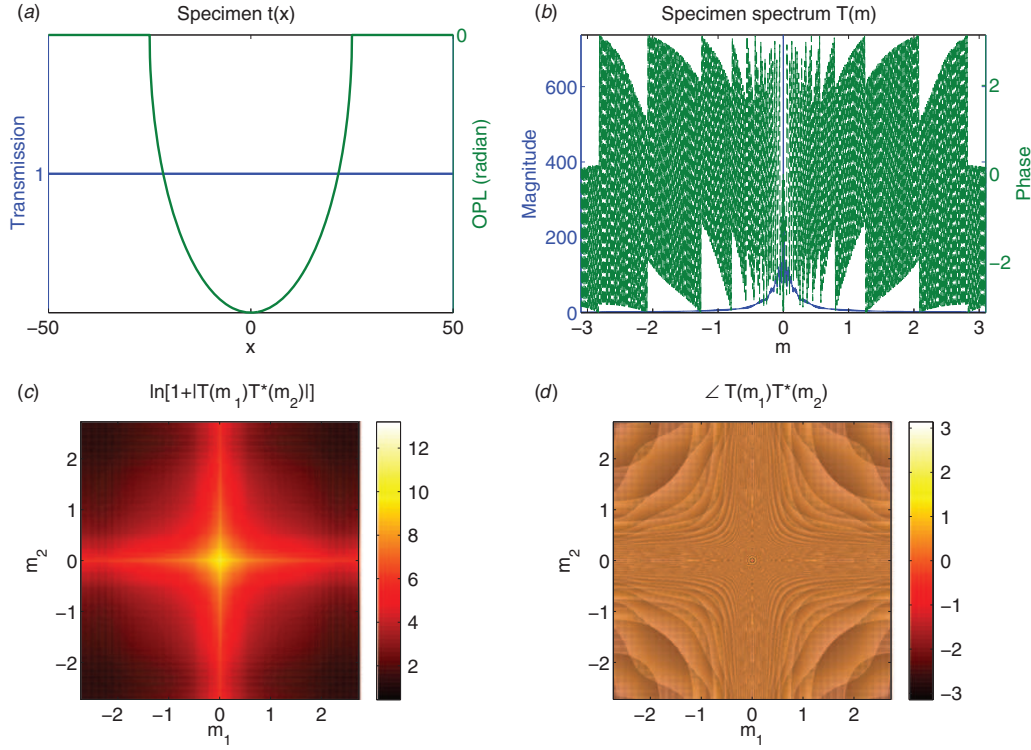 (a) Specimen t(x)
Transmission
1
0
OPL (radian)
−50 0 50
x
(b) Specimen spectrum T(m)
Magnitude
600
400
200
0
2
0
−2
Phase
−3 −2 −1 0 1 2 3
m
(c) ln[1+|T(m₁)T*(m₂)|]
m₂
2
1
0
−1
−2
−2 −1 0 1 2
m₁
12
10
8
6
4
2
(d) ∠ T(m₁)T*(m₂)
m₂
2
1
0
−1
−2
−2 −1 0 1 2
m₁
3
2
1
0
−1
−2
−3